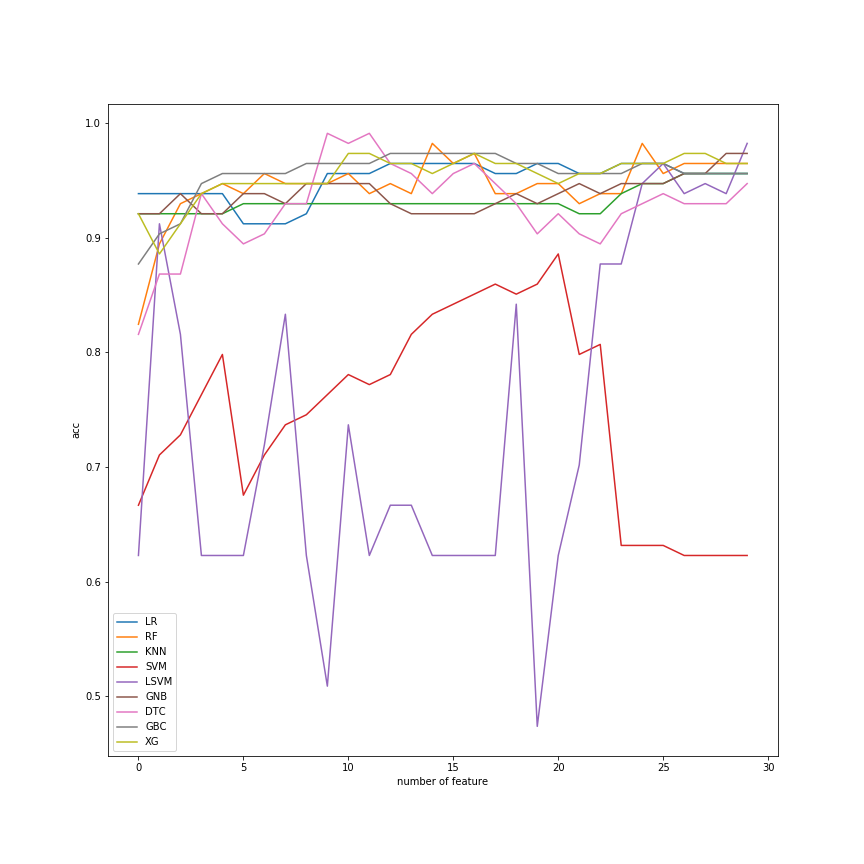 1.0
0.9
0.8
0.7
0.6
0.5
acc
LR
RF
KNN
SVM
LSVM
GNB
DTC
GBC
XG
0 5 10 15 20 25 30
number of feature